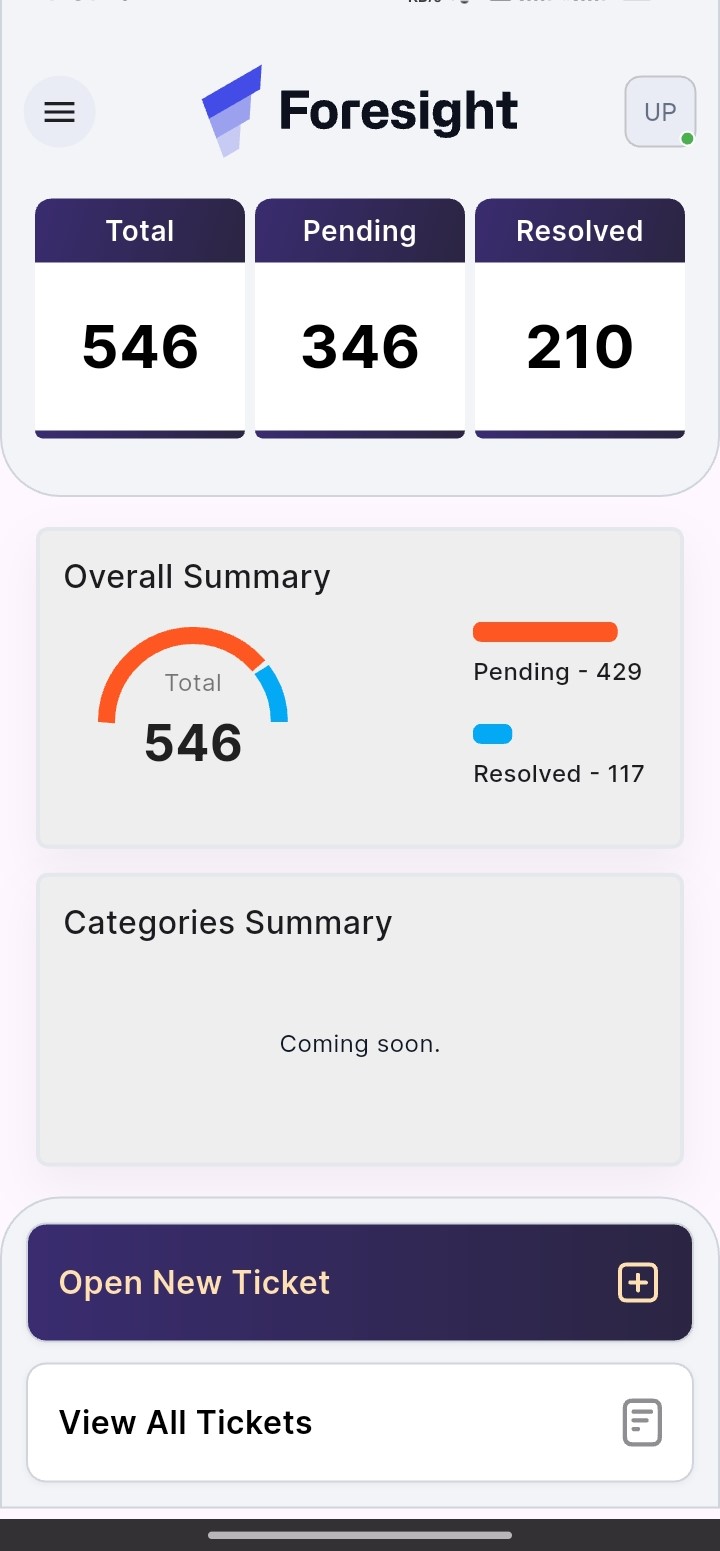 Foresight
UP
Total
Pending
Resolved
546
346
210
Overall Summary
Total
546
Pending - 429
Resolved - 117
Categories Summary
Coming soon.
Open New Ticket
View All Tickets